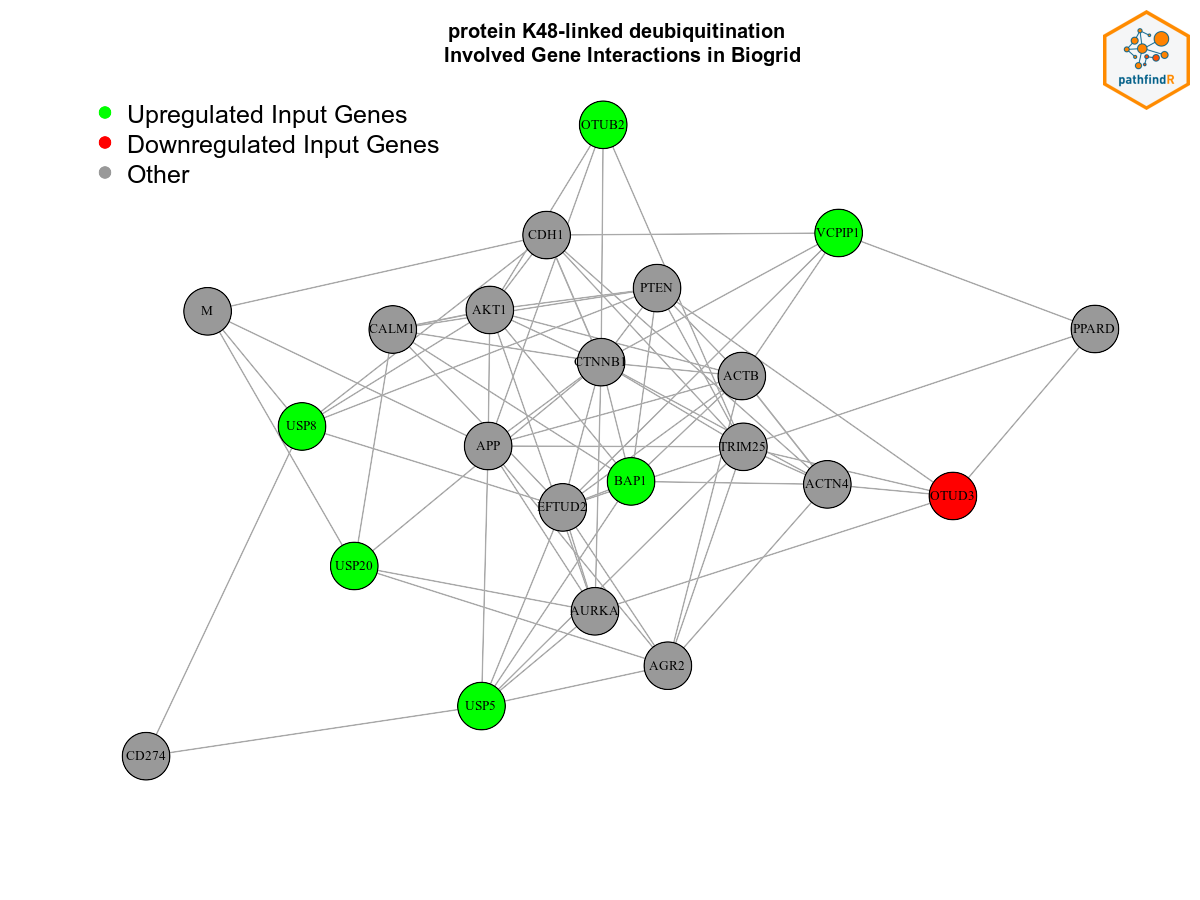 protein K48-linked deubiquitination
Involved Gene Interactions in Biogrid
pathfindR
Upregulated Input Genes
Downregulated Input Genes
Other
OTUB2
CDH1
VCPIP1
PTEN
M
AKT1
CALM1
PPARD
CTNNB1
ACTB
USP8
APP
TRIM25
BAP1
ACTN4
OTUD3
EFTUD2
USP20
AURKA
AGR2
USP5
CD274